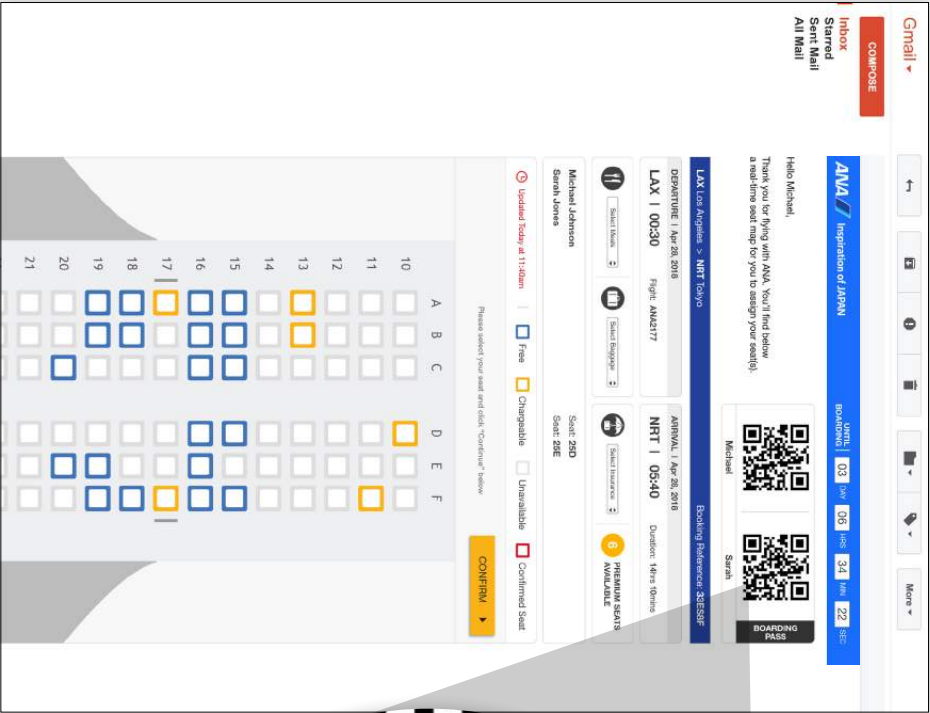 Gmail
More
COMPOSE
Inbox
Starred
Sent Mail
All Mail
ANA Inspiration of JAPAN
UNTIL BOARDING 03 DAY 06 HRS 34 MIN 22 SEC
Hello Michael,
Thank you for flying with ANA. You'll find below
a real-time seat map for you to assign your seat(s).
Michael
Sarah
BOARDING PASS
LAX Los Angeles > NRT Tokyo
Booking Reference: 33ES8F
DEPARTURE | Apr 28, 2018
LAX | 00:30
Flight: ANA2177
ARRIVAL | Apr 28, 2018
NRT | 05:40
Duration: 14hrs 10mins
Select Meals
Select Baggage
Select Insurance
6 PREMIUM SEATS AVAILABLE
Michael Johnson
Seat: 25D
Sarah Jones
Seat: 25E
Updated Today at 11:40am
Free
Chargeable
Unavailable
Confirmed Seat
Please select your seat and click "Continue" below
CONFIRM
A B C D E F
10
11
12
13
14
15
16
17
18
19
20
21